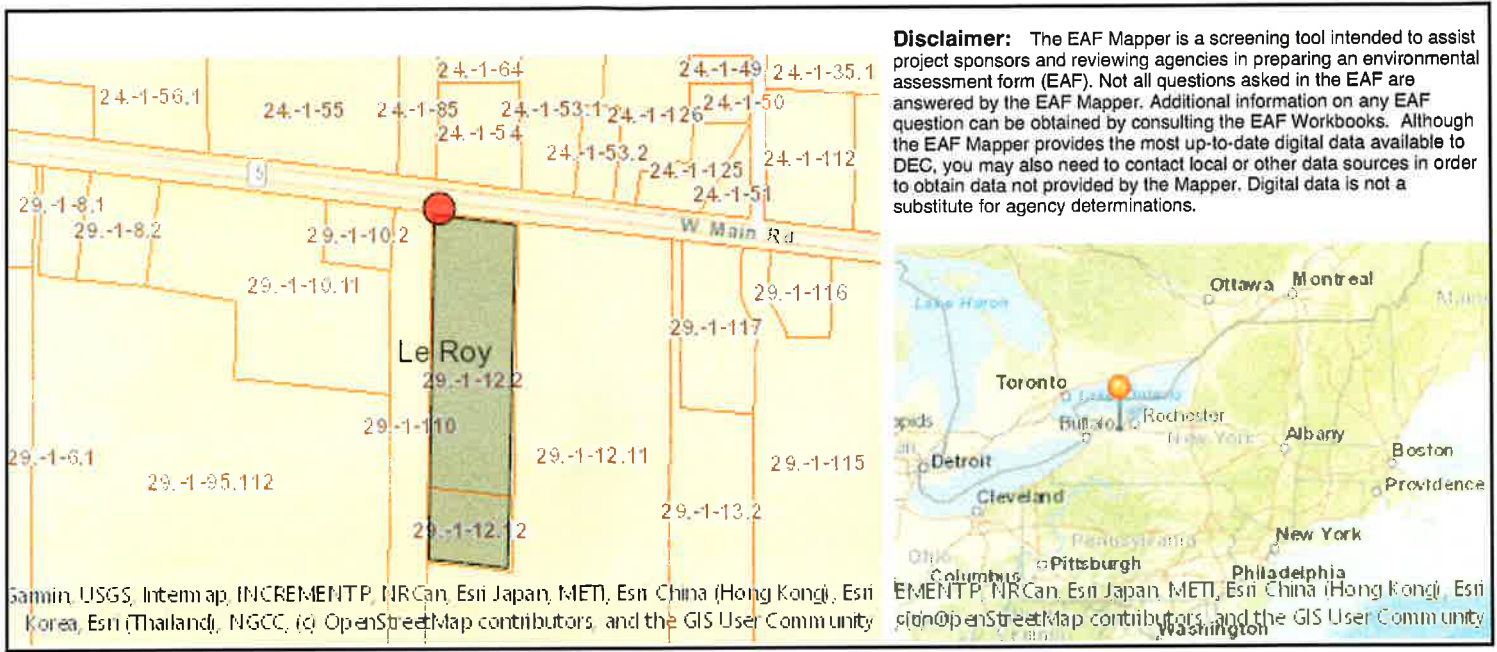 Disclaimer: The EAF Mapper is a screening tool intended to assist
project sponsors and reviewing agencies in preparing an environmental
assessment form (EAF). Not all questions asked in the EAF are
answered by the EAF Mapper. Additional information on any EAF
question can be obtained by consulting the EAF Workbooks. Although
the EAF Mapper provides the most up-to-date digital data available to
DEC, you may also need to contact local or other data sources in order
to obtain data not provided by the Mapper. Digital data is not a
substitute for agency determinations.
24.-1-64
24.-1-49
24.-1-35.1
24.-1-56.1
24.-1-55
24.-1-85
24.-1-53.1
24.-1-126
24.-1-50
24.-1-54
24.-1-53.2
24.-1-125
24.-1-112
24.-1-51
5
29.-1-8.1
29.-1-8.2
29.-1-10.2
W Main Rd
29.-1-10.11
29.-1-116
29.-1-117
Le Roy
29.-1-12.2
29.-1-110
29.-1-6.1
29.-1-95.112
29.-1-12.11
29.-1-115
29.-1-13.2
29.-1-12.12
Garmin, USGS, Intermap, INCREMENT P, NRCan, Esri Japan, METI, Esri China (Hong Kong), Esri
Korea, Esri (Thailand), NGCC, (c) OpenStreetMap contributors, and the GIS User Community
Ottawa
Montreal
Lake Huron
Toronto
Lake Ontario
Buffalo
Rochester
New York
Albany
Boston
Detroit
Providence
Cleveland
New York
Pennsylvania
Ohio
Pittsburgh
Columbus
Philadelphia
EMENT P, NRCan, Esri Japan, METI, Esri China (Hong Kong), Esri
OpenStreetMap contributors, and the GIS User Community
Washington